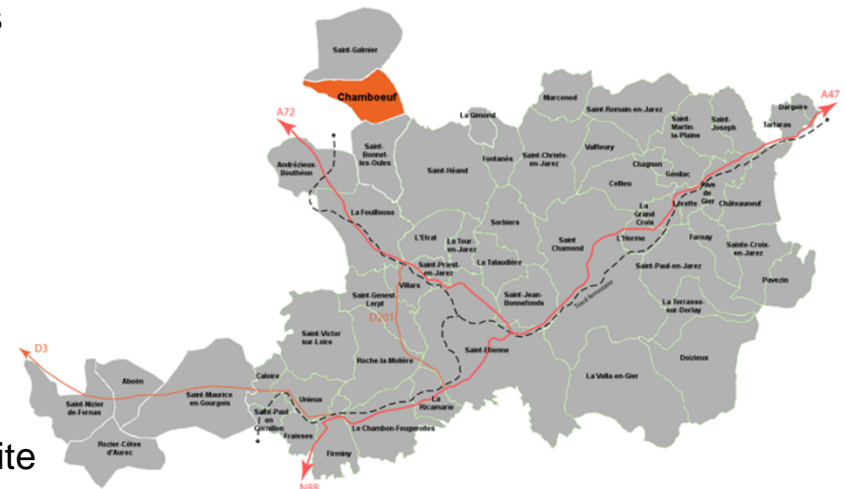 s
Saint-Galmier
Chamboeuf
A72
A47
La Gimond
Marcenod
Saint-Romain-en-Jarez
Dargoire
Tartaras
Saint-
Martin-
la-Plaine
Saint-
Joseph
Andrézieux-
Bouthéon
Saint-
Bonnet-
les-Oules
Saint-Héand
Fontanès
Saint-Christo-
en-Jarez
Valfleury
Chagnon
Génilac
Cellieu
Rive
de
Gier
Lorette
Châteauneuf
La Fouillouse
La
Grand
Croix
Sorbiers
L'Etrat
La Tour-
en-Jarez
Saint
Chamond
L'Horme
Farnay
Sainte-Croix-
en-Jarez
Saint-Priest-
en-Jarez
La Talaudière
Saint-Paul-en-Jarez
Pavezin
Villars
Saint-Genest
Lerpt
Saint-Jean-
Bonnefonds
Tracé ferroviaire
La Terrasse-
sur-Dorlay
D201
Saint-Victor
sur-Loire
Saint-Etienne
D3
Roche-la-Molière
Doizieux
Caloire
La Valla-en-Gier
Aboën
Saint-Maurice
en-Gourgois
Unieux
La
Ricamarie
Saint-Nizier
de-Fornas
Saint-Paul
en
Cornillon
Fraisses
Le Chambon-Feugerolles
Rozier-Côtes
d'Aurec
Firminy
ite
N88